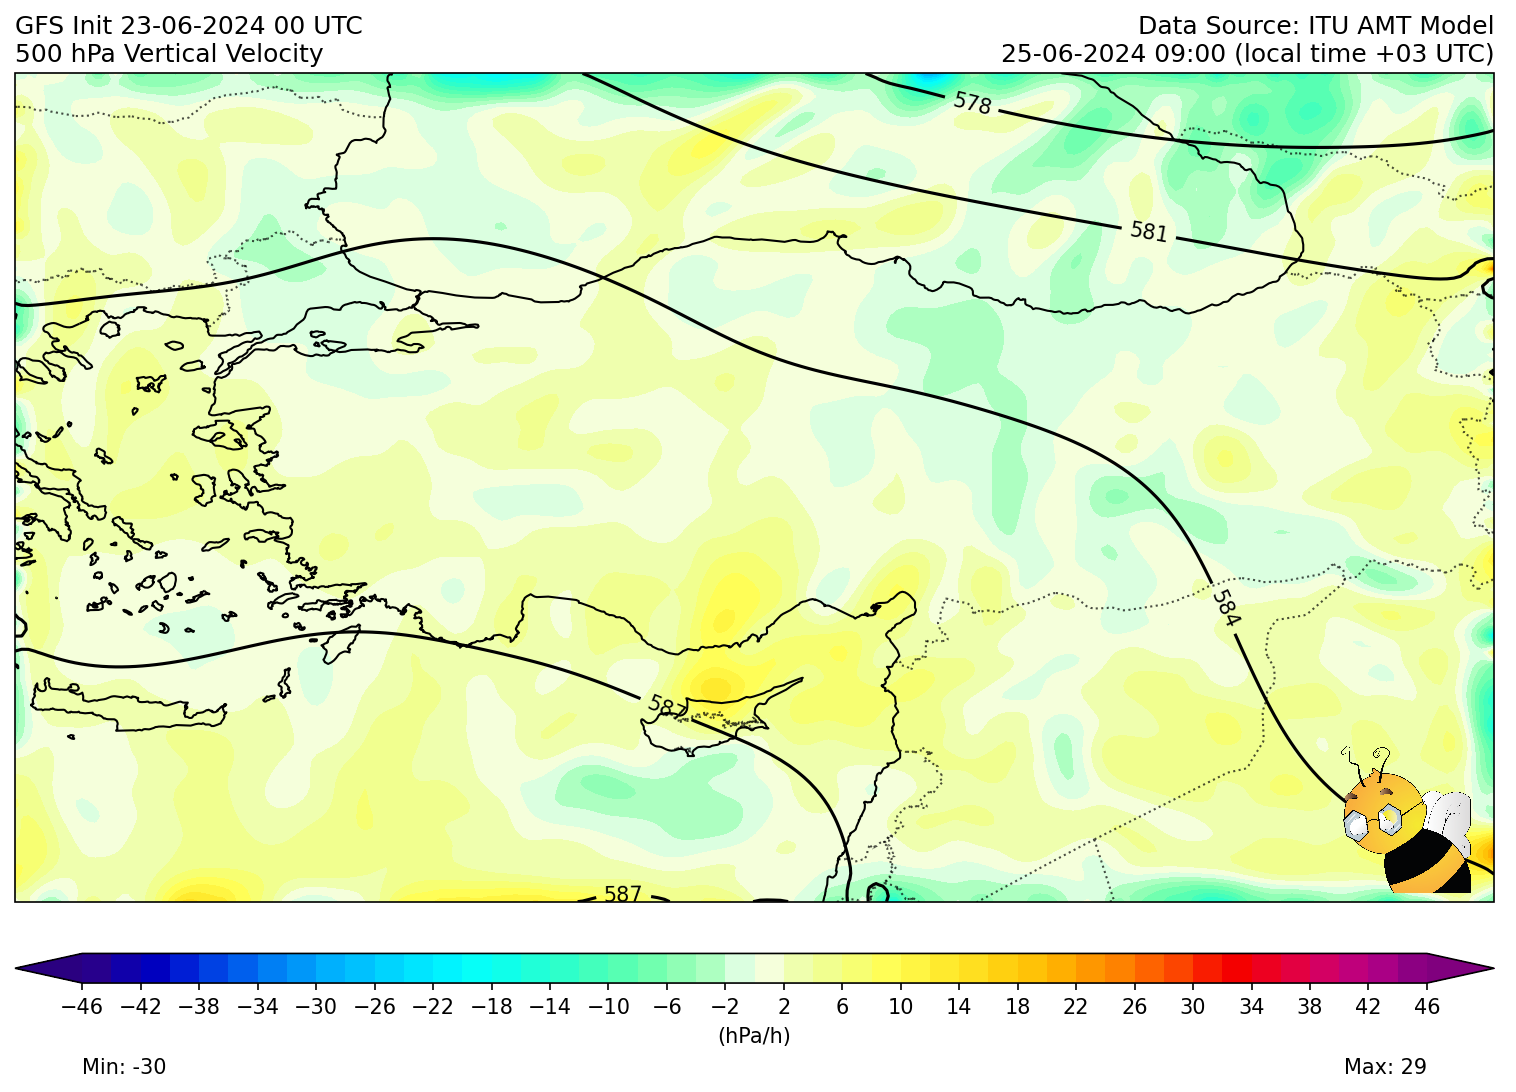 GFS Init 23-06-2024 00 UTC
Data Source: ITU AMT Model
500 hPa Vertical Velocity
25-06-2024 09:00 (local time +03 UTC)
578
581
584
587
587
−46 −42 −38 −34 −30 −26 −22 −18 −14 −10 −6 −2 2 6 10 14 18 22 26 30 34 38 42 46
(hPa/h)
Min: -30
Max: 29